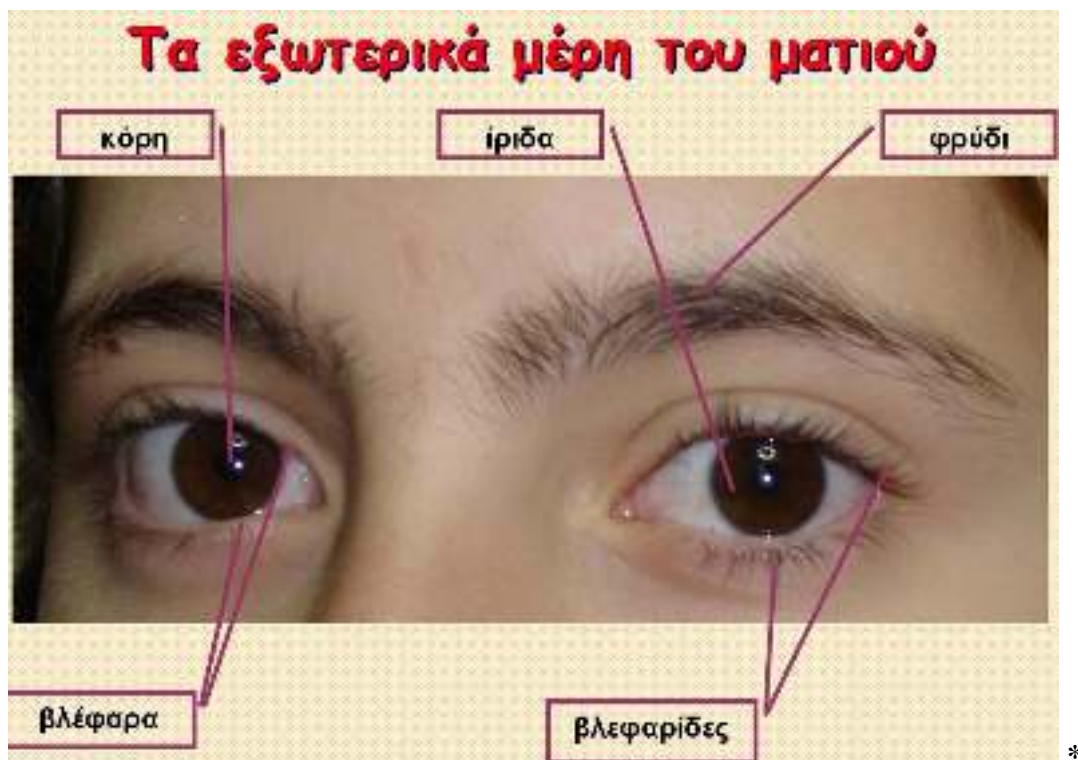 Τα εξωτερικά μέρη του ματιού
κόρη
ίριδα
φρύδι
βλέφαρα
βλεφαρίδες
*